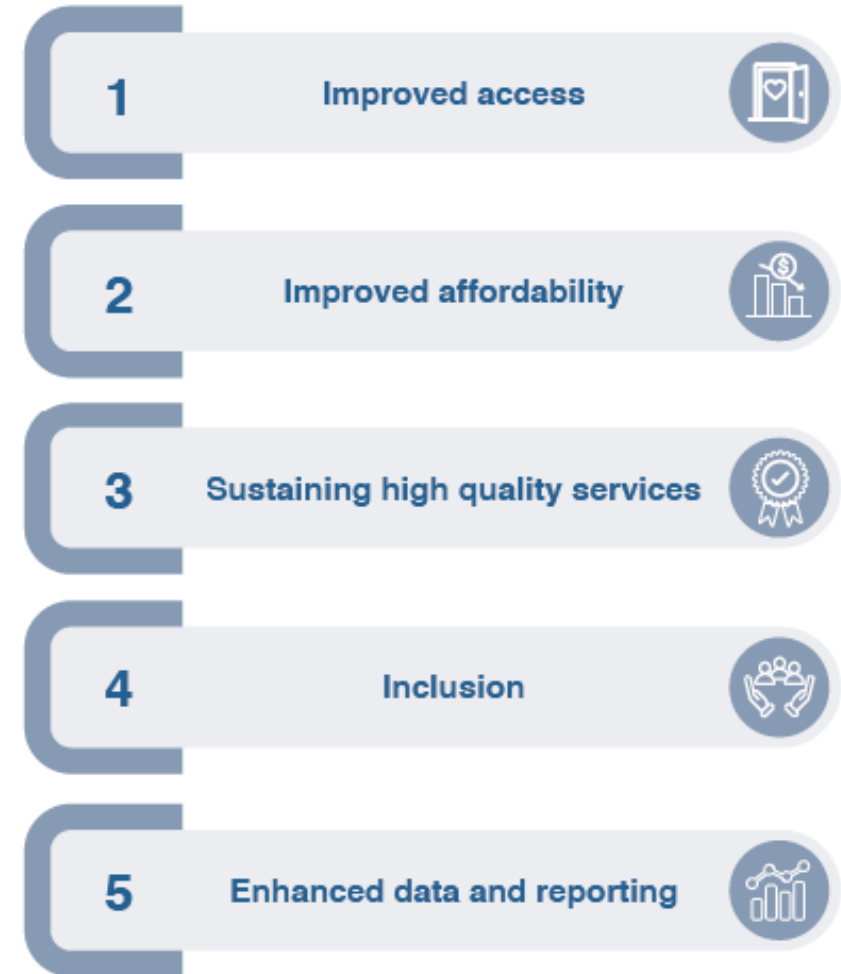 1 Improved access
2 Improved affordability
$
3 Sustaining high quality services
4 Inclusion
5 Enhanced data and reporting